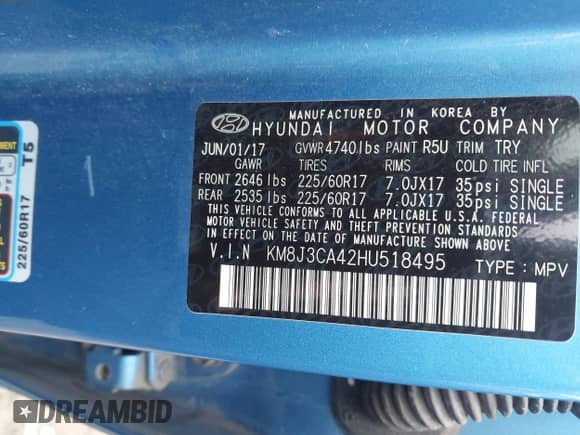 MANUFACTURED IN KOREA BY
HYUNDAI MOTOR COMPANY
JUN/01/17 GVWR 4740lbs PAINT R5U TRIM TRY
GAWR TIRES RIMS COLD TIRE INFL
FRONT 2646 lbs 225/60R17 7.0JX17 35psi SINGLE
REAR 2535 lbs 225/60R17 7.0JX17 35psi SINGLE
THIS VEHICLE CONFORMS TO ALL APPLICABLE U.S.A. FEDERAL
MOTOR VEHICLE SAFETY AND THEFT PREVENTION STANDARDS
IN EFFECT ON THE DATE OF MANUFACTURE SHOWN ABOVE.
V.I.N KM8J3CA42HU518495 TYPE : MPV
T5
225/60R17
DREAMBID